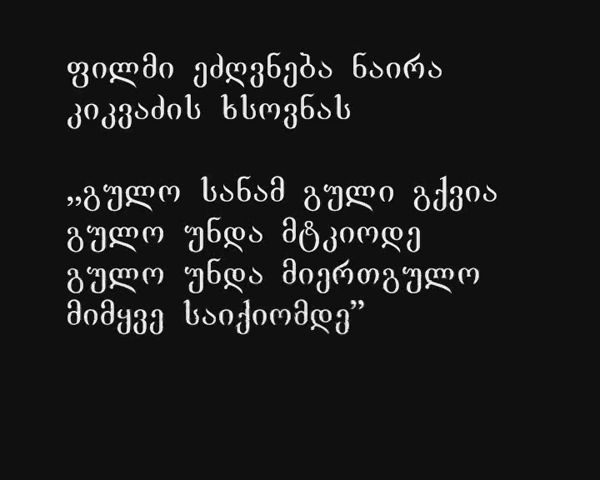 ფილმი ეძღვნება ნაირა
კიკვაძის ხსოვნას
„გულო სანამ გული გქვია
გულო უნდა მტკიოდე
გულო უნდა მიერთგულო
მიმყვე საიქიომდე”